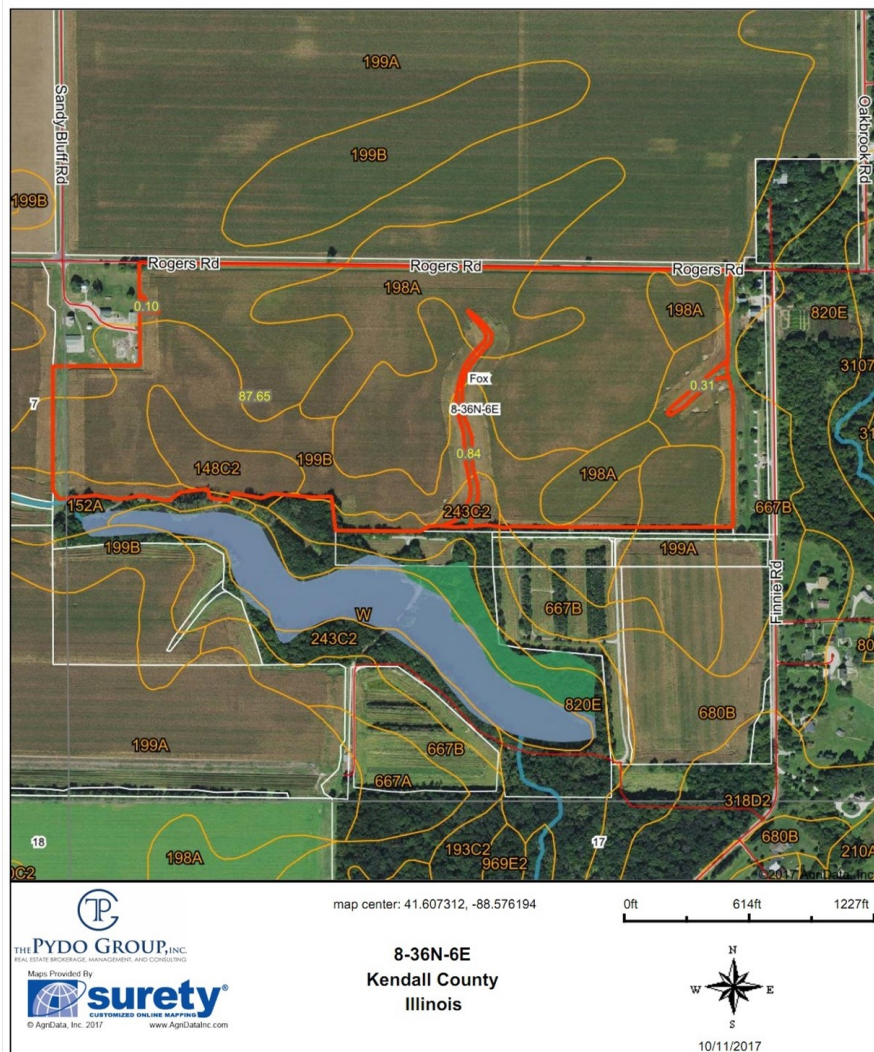 199A
Sandy Bluff Rd
Oakbrook Rd
199B
199B
Rogers Rd
Rogers Rd
Rogers Rd
198A
198A
0.10
820E
3107
Fox
0.31
7
87.65
8-36N-6E
0.84
199B
148C2
198A
152A
243C2
667B
199B
199A
W
667B
Finnie Rd
243C2
80
820E
680B
199A
667B
667A
318D2
18
193C2
17
680B
198A
969E2
210A
0C2
©2017 AgriData, Inc
THE PYDO GROUP, INC.
REAL ESTATE BROKERAGE, MANAGEMENT, AND CONSULTING
Maps Provided By
surety®
CUSTOMIZED ONLINE MAPPING
© AgriData, Inc. 2017 www.AgriDataInc.com
map center: 41.607312, -88.576194
8-36N-6E
Kendall County
Illinois
0ft 614ft 1227ft
N
W E
S
10/11/2017